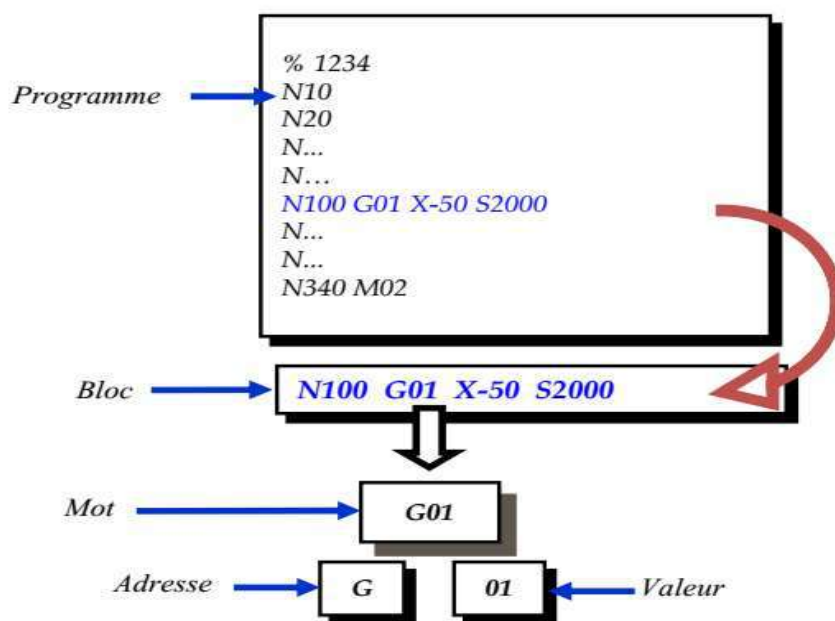 % 1234
Programme
N10
N20
N...
N...
N100 G01 X-50 S2000
N...
N...
N340 M02
Bloc
N100 G01 X-50 S2000
Mot
G01
Adresse
G
01
Valeur